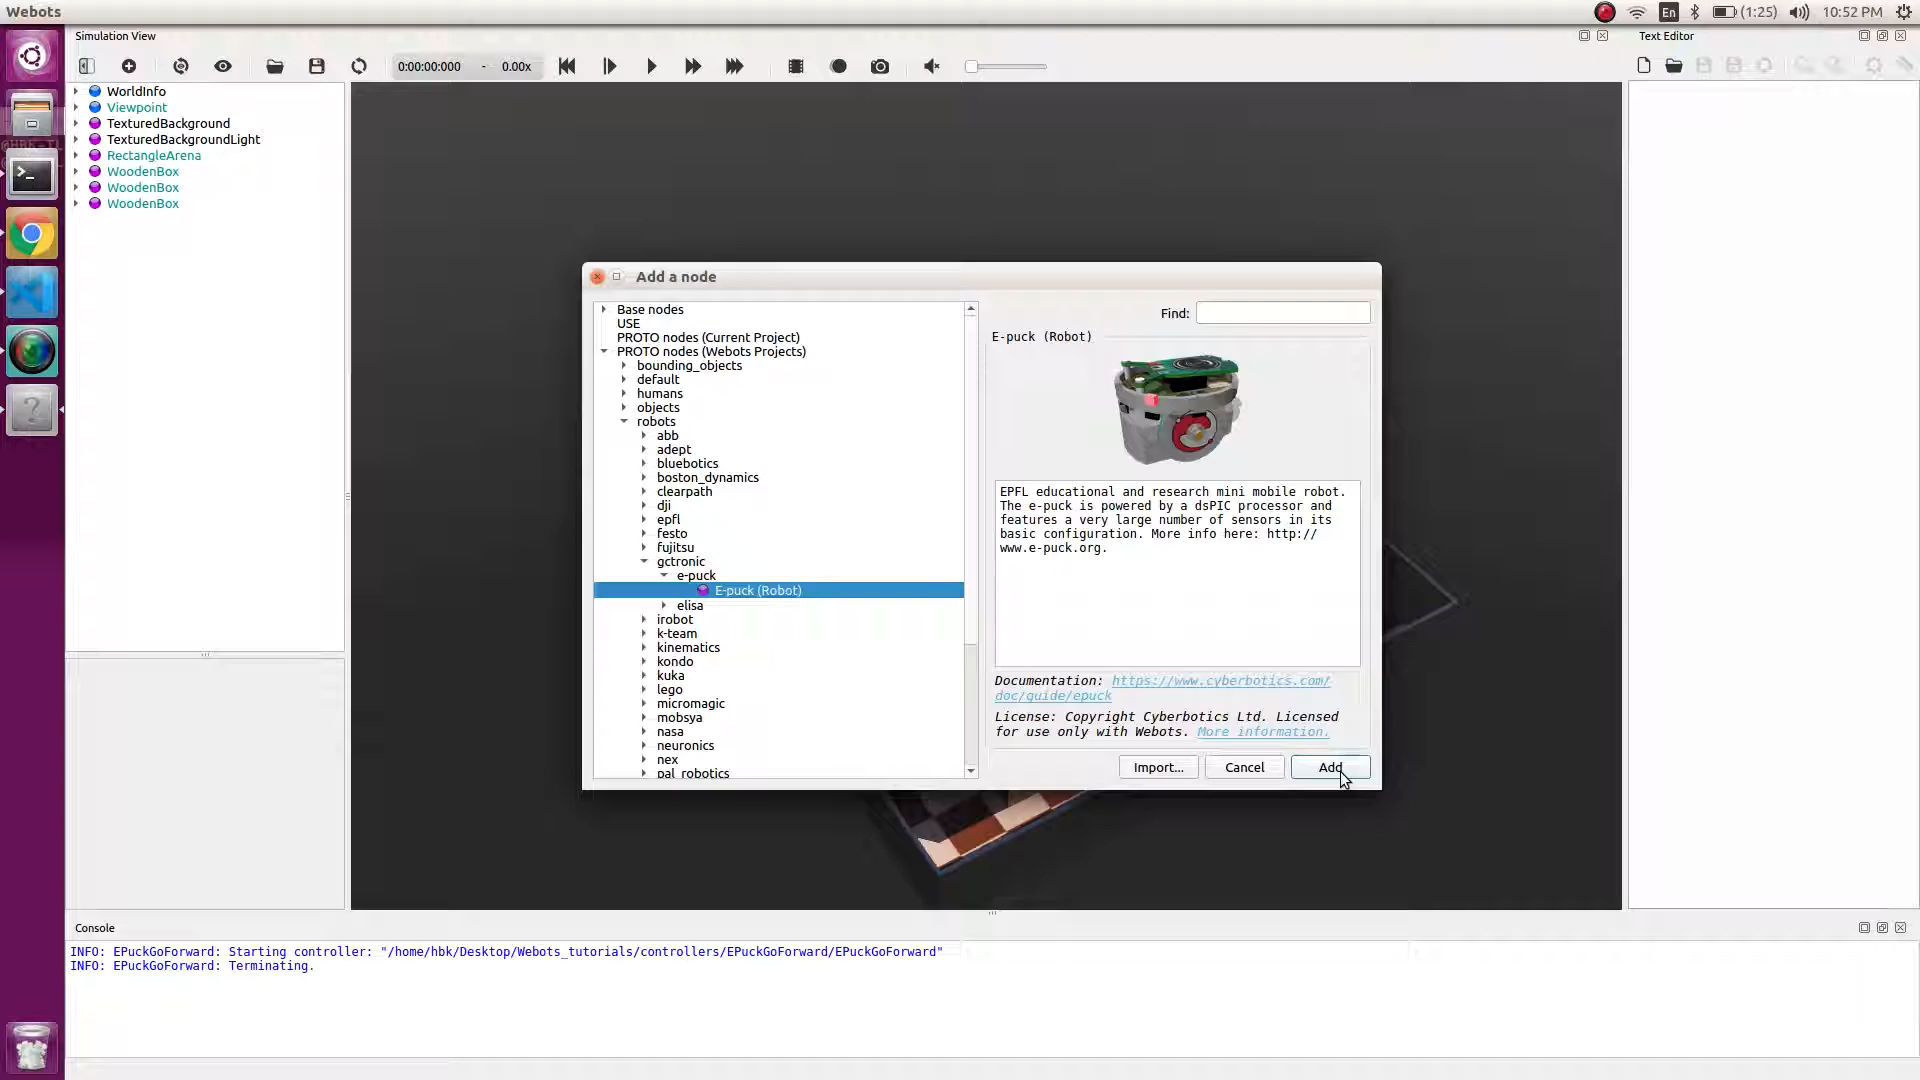 Webots
En
(1:25)
10:52 PM
Simulation View
Text Editor
0:00:00:000 - 0.00x
WorldInfo
Viewpoint
TexturedBackground
TexturedBackgroundLight
RectangleArena
WoodenBox
WoodenBox
WoodenBox
Add a node
Base nodes
USE
PROTO nodes (Current Project)
PROTO nodes (Webots Projects)
bounding_objects
default
humans
objects
robots
abb
adept
bluebotics
boston_dynamics
clearpath
dji
epfl
festo
fujitsu
gctronic
e-puck
E-puck (Robot)
elisa
irobot
k-team
kinematics
kondo
kuka
lego
micromagic
mobsya
nasa
neuronics
nex
pal_robotics
Find:
E-puck (Robot)
EPFL educational and research mini mobile robot.
The e-puck is powered by a dsPIC processor and
features a very large number of sensors in its
basic configuration. More info here: http://
www.e-puck.org.
Documentation: https://www.cyberbotics.com/
doc/guide/epuck
License: Copyright Cyberbotics Ltd. Licensed
for use only with Webots. More information.
Import...
Cancel
Add
Console
INFO: EPuckGoForward: Starting controller: "/home/hbk/Desktop/Webots_tutorials/controllers/EPuckGoForward/EPuckGoForward"
INFO: EPuckGoForward: Terminating.